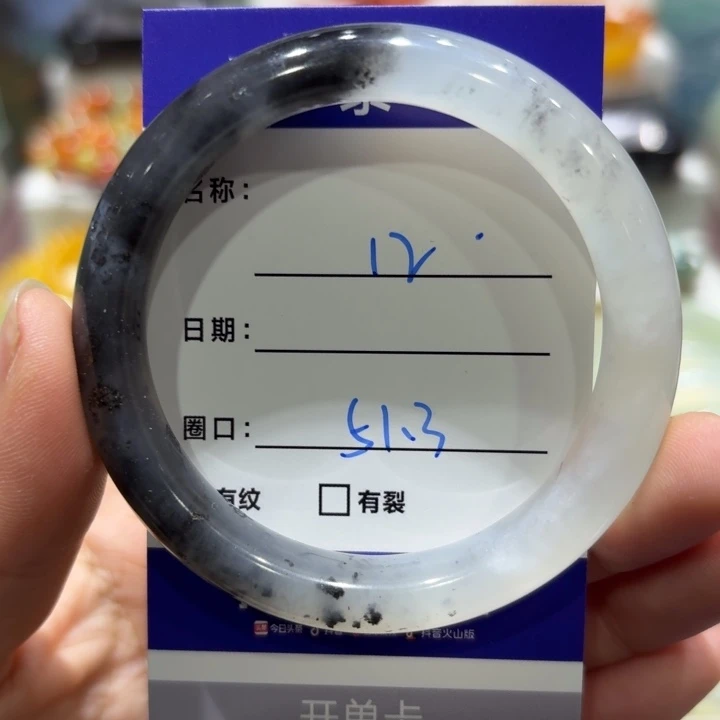 名称：
12
日期：
圈口： 51.3
有纹 □ 有裂
今日头条 抖音火山版
开单卡